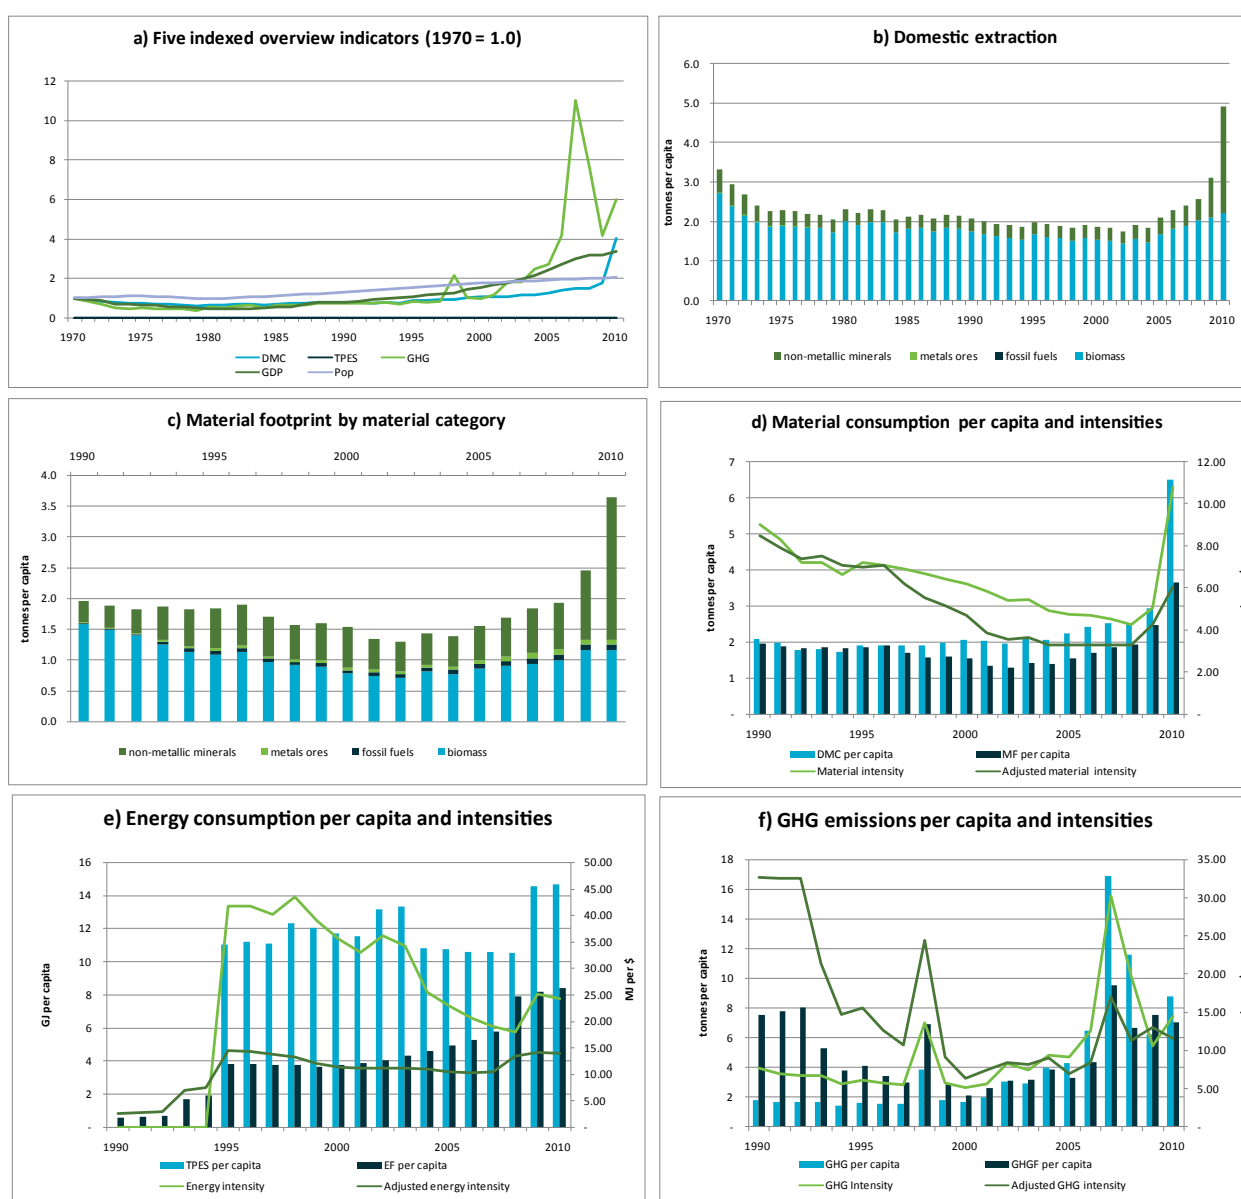 a) Five indexed overview indicators (1970 = 1.0)
12
10
8
6
4
2
0
1970 1975 1980 1985 1990 1995 2000 2005 2010
DMC TPES GHG
GDP Pop
b) Domestic extraction
tonnes per capita
6.0
5.0
4.0
3.0
2.0
1.0
0.0
1970 1975 1980 1985 1990 1995 2000 2005 2010
non-metallic minerals metals ores fossil fuels biomass
c) Material footprint by material category
1990 1995 2000 2005 2010
tonnes per capita
4.0
3.5
3.0
2.5
2.0
1.5
1.0
0.5
0.0
non-metallic minerals metals ores fossil fuels biomass
d) Material consumption per capita and intensities
tonnes per capita
7 12.00
6 10.00
5 8.00
4 6.00
3 4.00
2 2.00
1 -
-
1990 1995 2000 2005 2010
DMC per capita MF per capita
Material intensity Adjusted material intensity
e) Energy consumption per capita and intensities
GJ per capita
16 50.00
14 45.00
12 40.00
10 35.00
8 30.00
6 25.00
4 20.00
2 15.00
- 10.00
5.00
-
MJ per $
1990 1995 2000 2005 2010
TPES per capita EF per capita
Energy intensity Adjusted energy intensity
f) GHG emissions per capita and intensities
tonnes per capita
18 35.00
16 30.00
14 25.00
12 20.00
10 15.00
8 10.00
6 5.00
4 -
2
-
1990 1995 2000 2005 2010
GHG per capita GHGF per capita
GHG Intensity Adjusted GHG intensity